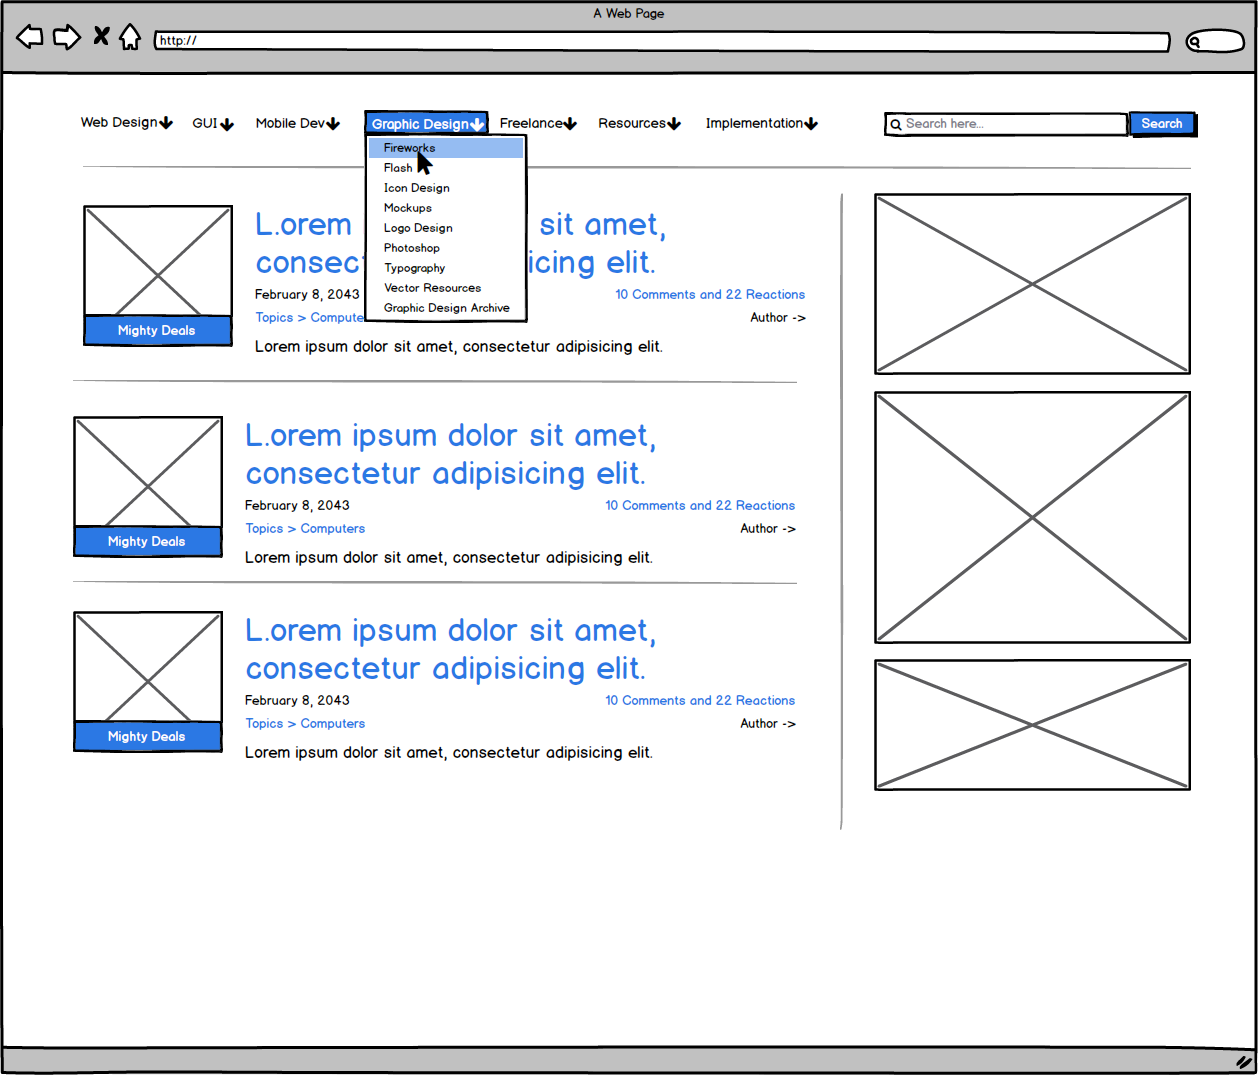 A Web Page
http://
Web Design GUI Mobile Dev Graphic Design Freelance Resources Implementation Search here... Search
Fireworks
Flash
Icon Design
Mockups
Logo Design
Photoshop
Typography
Vector Resources
Graphic Design Archive
L.orem sit amet,
consec icing elit.
February 8, 2043 10 Comments and 22 Reactions
Topics > Compute Author ->
Mighty Deals
Lorem ipsum dolor sit amet, consectetur adipisicing elit.
L.orem ipsum dolor sit amet,
consectetur adipisicing elit.
February 8, 2043 10 Comments and 22 Reactions
Topics > Computers Author ->
Mighty Deals
Lorem ipsum dolor sit amet, consectetur adipisicing elit.
L.orem ipsum dolor sit amet,
consectetur adipisicing elit.
February 8, 2043 10 Comments and 22 Reactions
Topics > Computers Author ->
Mighty Deals
Lorem ipsum dolor sit amet, consectetur adipisicing elit.